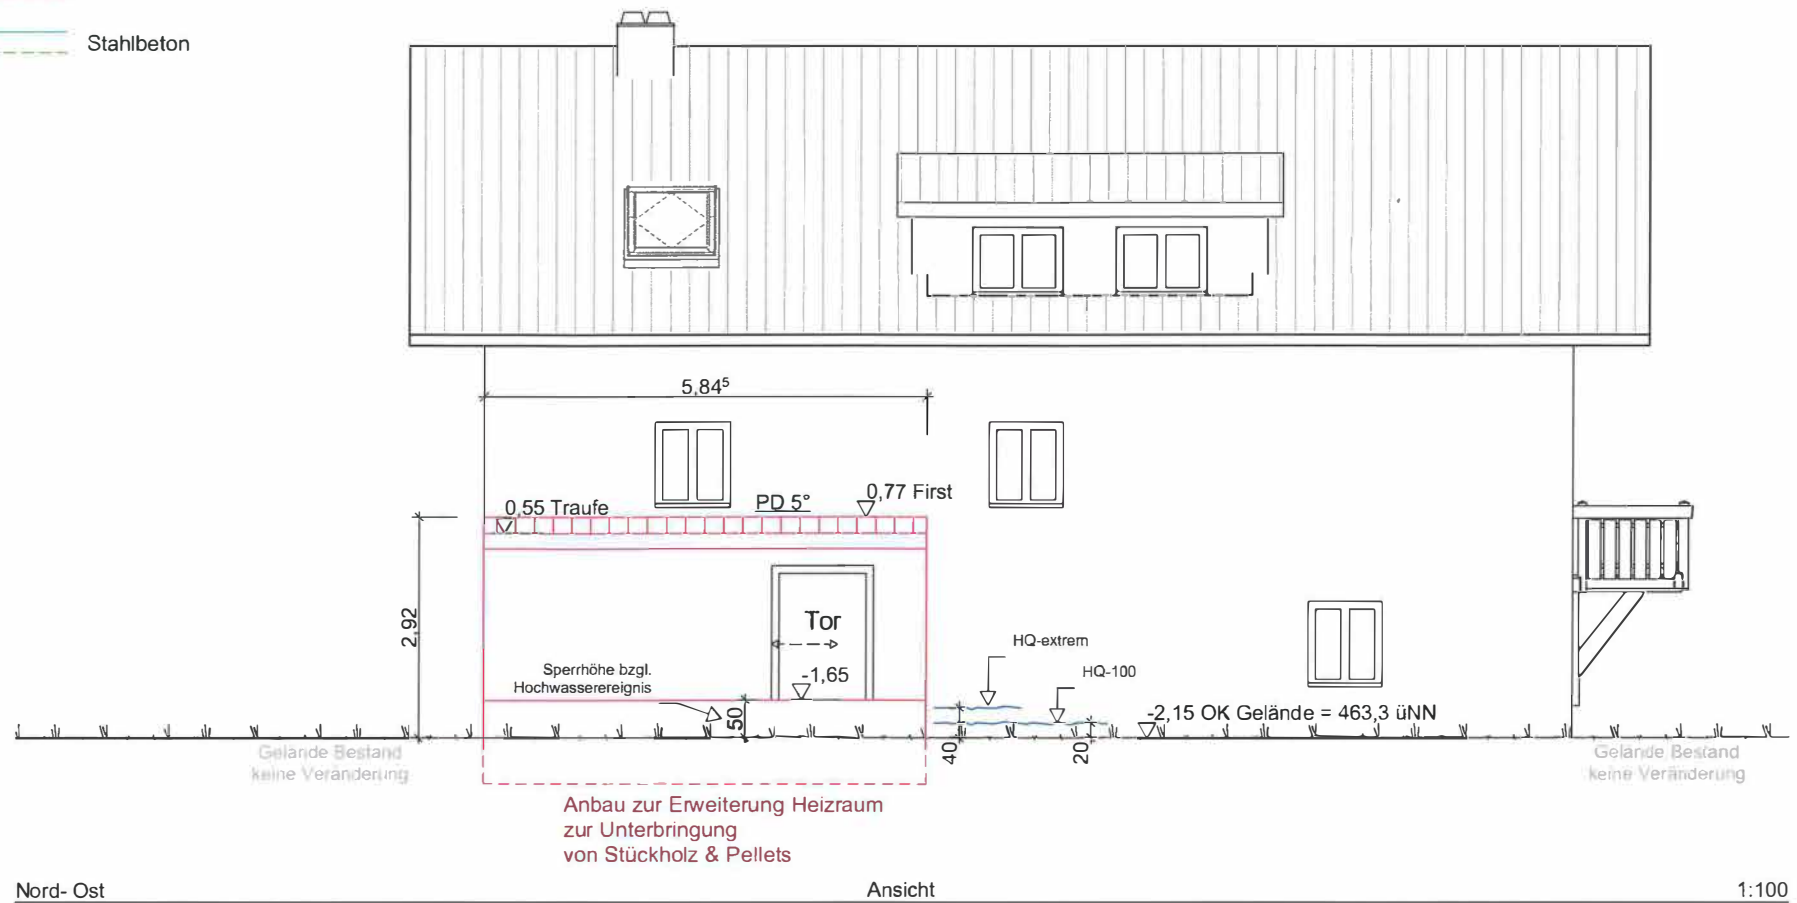 Stahlbeton
5,84⁵
0,55 Traufe
PD 5°
0,77 First
2,92
Tor
-1,65
Sperrhöhe bzgl.
Hochwasserereignis
50
HQ-extrem
HQ-100
-2,15 OK Gelände = 463,3 üNN
40
20
Gelände Bestand
keine Veränderung
Gelände Bestand
keine Veränderung
Anbau zur Erweiterung Heizraum
zur Unterbringung
von Stückholz & Pellets
Nord- Ost
Ansicht
1:100